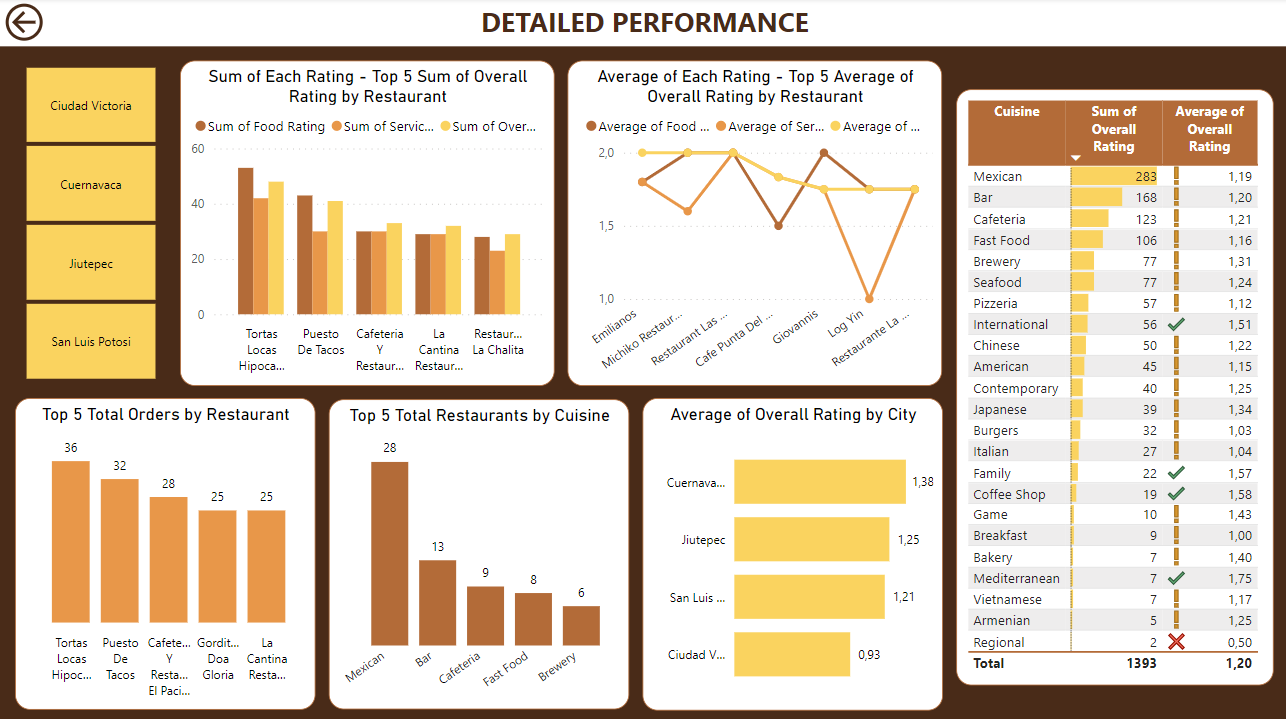 DETAILED PERFORMANCE
Ciudad Victoria
Cuernavaca
Jiutepec
San Luis Potosi
Sum of Each Rating - Top 5 Sum of Overall
Rating by Restaurant
Sum of Food Rating Sum of Servic... Sum of Over...
60
40
20
0
Tortas
Locas
Hipoca...
Puesto
De Tacos
Cafeteria
Y
Restaur...
La
Cantina
Restaur...
Restaur...
La Chalita
Average of Each Rating - Top 5 Average of
Overall Rating by Restaurant
Average of Food ... Average of Ser... Average of ...
2,0
1,5
1,0
Emilianos
Michiko Restaur...
Restaurant Las ...
Cafe Punta Del ...
Giovannis
Log Yin
Restaurante La ...
Top 5 Total Orders by Restaurant
36
32
28
25
25
Tortas
Locas
Hipoc...
Puesto
De
Tacos
Cafete...
Y
Resta...
El Paci...
Gordit...
Doa
Gloria
La
Cantina
Resta...
Top 5 Total Restaurants by Cuisine
28
13
9
8
6
Mexican
Bar
Cafeteria
Fast Food
Brewery
Average of Overall Rating by City
Cuernava... 1,38
Jiutepec 1,25
San Luis ... 1,21
Ciudad V... 0,93
Cuisine Sum of Overall Rating Average of Overall Rating
Mexican 283 1,19
Bar 168 1,20
Cafeteria 123 1,21
Fast Food 106 1,16
Brewery 77 1,31
Seafood 77 1,24
Pizzeria 57 1,12
International 56 1,51
Chinese 50 1,22
American 45 1,15
Contemporary 40 1,25
Japanese 39 1,34
Burgers 32 1,03
Italian 27 1,04
Family 22 1,57
Coffee Shop 19 1,58
Game 10 1,43
Breakfast 9 1,00
Bakery 7 1,40
Mediterranean 7 1,75
Vietnamese 7 1,17
Armenian 5 1,25
Regional 2 0,50
Total 1393 1,20